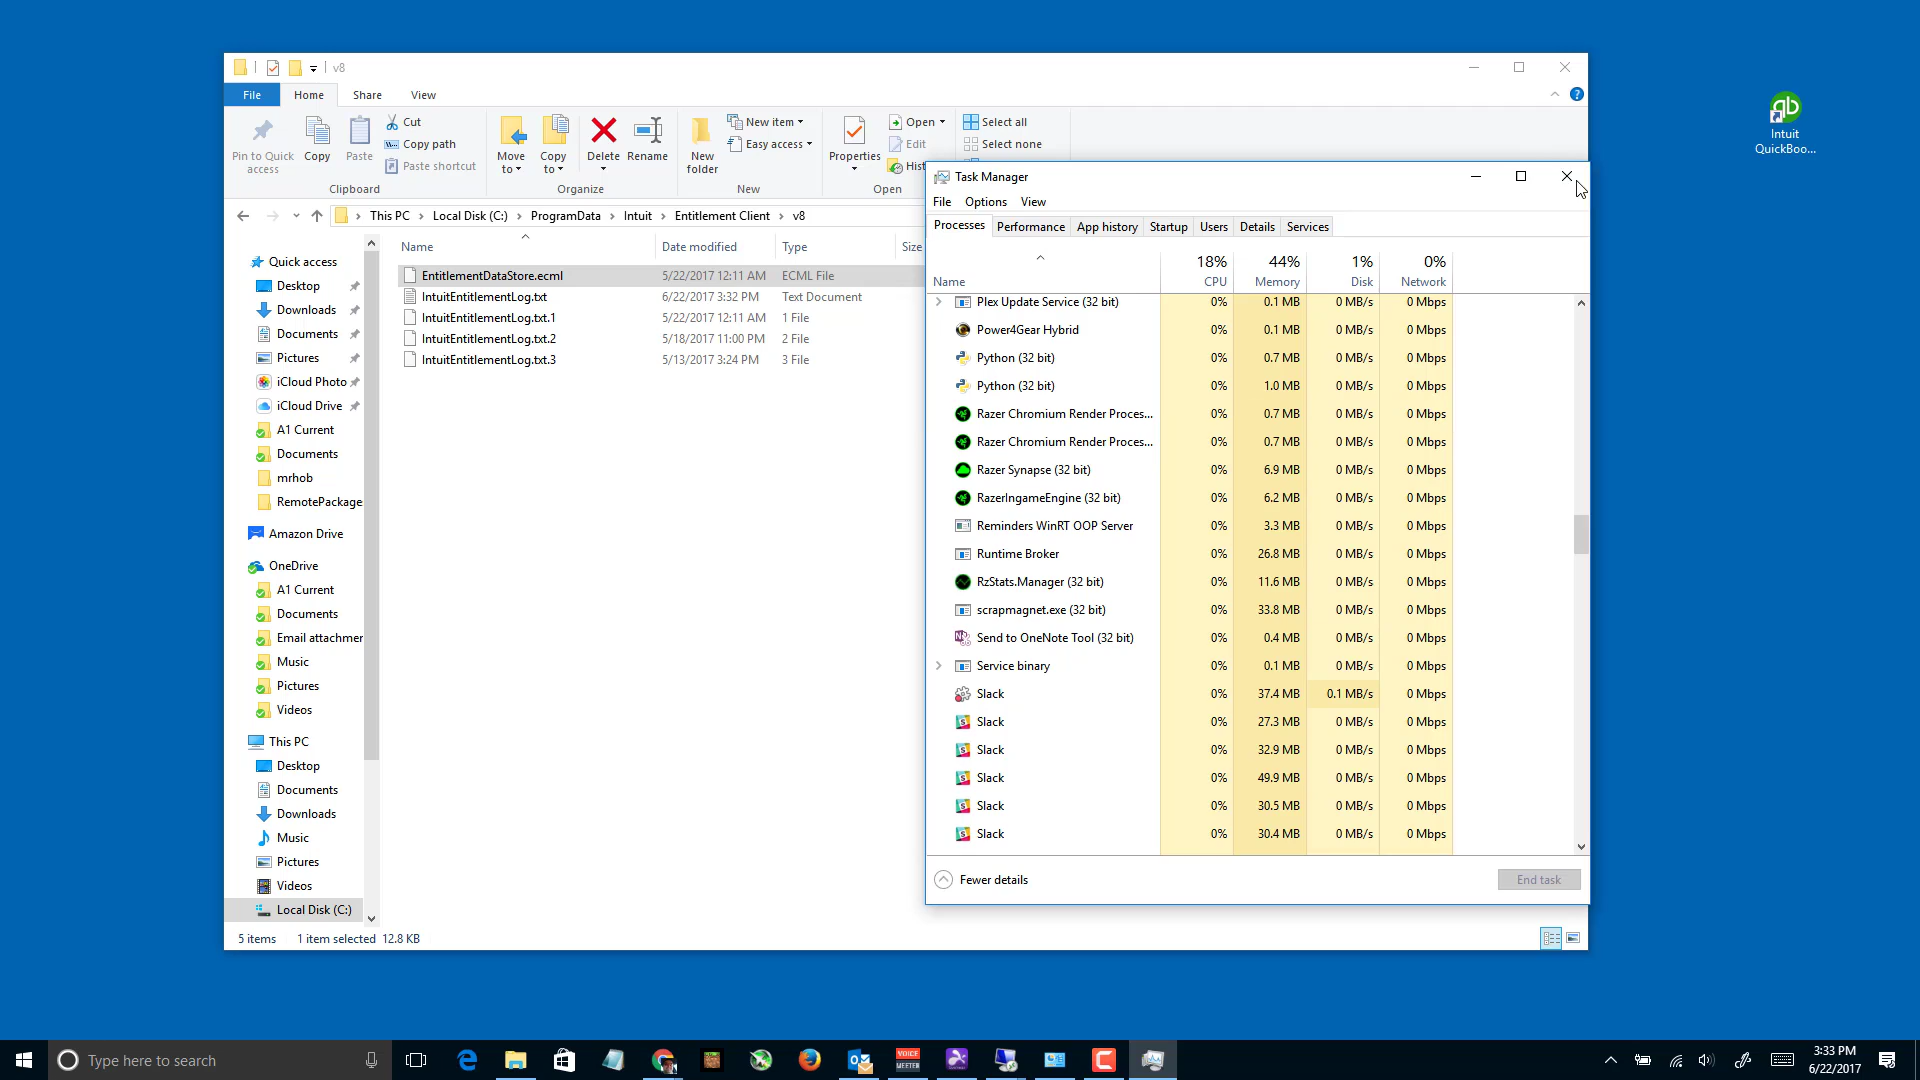 v8
File Home Share View
Pin to Quick access
Copy
Paste
Cut
Copy path
Paste shortcut
Clipboard
Move to
Copy to
Delete
Rename
Organize
New folder
New item
Easy access
New
Properties
Open
Edit
Hist
Open
Select all
Select none
This PC Local Disk (C:) ProgramData Intuit Entitlement Client v8
Name Date modified Type Size
EntitlementDataStore.ecml 5/22/2017 12:11 AM ECML File
IntuitEntitlementLog.txt 6/22/2017 3:32 PM Text Document
IntuitEntitlementLog.txt.1 5/22/2017 12:11 AM 1 File
IntuitEntitlementLog.txt.2 5/18/2017 11:00 PM 2 File
IntuitEntitlementLog.txt.3 5/13/2017 3:24 PM 3 File
Quick access
Desktop
Downloads
Documents
Pictures
iCloud Photo
iCloud Drive
A1 Current
Documents
mrhob
RemotePackage
Amazon Drive
OneDrive
A1 Current
Documents
Email attachmer
Music
Pictures
Videos
This PC
Desktop
Documents
Downloads
Music
Pictures
Videos
Local Disk (C:)
5 items 1 item selected 12.8 KB
Task Manager
File Options View
Processes Performance App history Startup Users Details Services
18% 44% 1% 0%
Name CPU Memory Disk Network
Plex Update Service (32 bit) 0% 0.1 MB 0 MB/s 0 Mbps
Power4Gear Hybrid 0% 0.1 MB 0 MB/s 0 Mbps
Python (32 bit) 0% 0.7 MB 0 MB/s 0 Mbps
Python (32 bit) 0% 1.0 MB 0 MB/s 0 Mbps
Razer Chromium Render Proces... 0% 0.7 MB 0 MB/s 0 Mbps
Razer Chromium Render Proces... 0% 0.7 MB 0 MB/s 0 Mbps
Razer Synapse (32 bit) 0% 6.9 MB 0 MB/s 0 Mbps
RazerIngameEngine (32 bit) 0% 6.2 MB 0 MB/s 0 Mbps
Reminders WinRT OOP Server 0% 3.3 MB 0 MB/s 0 Mbps
Runtime Broker 0% 26.8 MB 0 MB/s 0 Mbps
RzStats.Manager (32 bit) 0% 11.6 MB 0 MB/s 0 Mbps
scrapmagnet.exe (32 bit) 0% 33.8 MB 0 MB/s 0 Mbps
Send to OneNote Tool (32 bit) 0% 0.4 MB 0 MB/s 0 Mbps
Service binary 0% 0.1 MB 0 MB/s 0 Mbps
Slack 0% 37.4 MB 0.1 MB/s 0 Mbps
Slack 0% 27.3 MB 0 MB/s 0 Mbps
Slack 0% 32.9 MB 0 MB/s 0 Mbps
Slack 0% 49.9 MB 0 MB/s 0 Mbps
Slack 0% 30.5 MB 0 MB/s 0 Mbps
Slack 0% 30.4 MB 0 MB/s 0 Mbps
Fewer details
End task
qb
Intuit
QuickBoo...
Type here to search
VOICE
MEETER
3:33 PM
6/22/2017